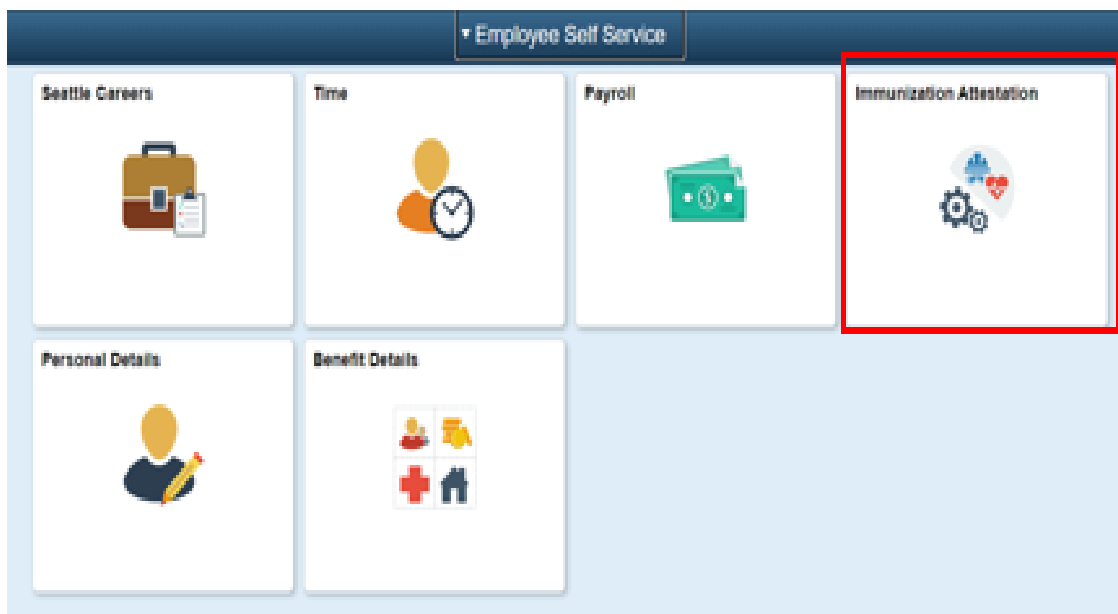 ▾ Employee Self Service
Seattle Careers
Time
Payroll
Immunization Attestation
Personal Details
Benefit Details